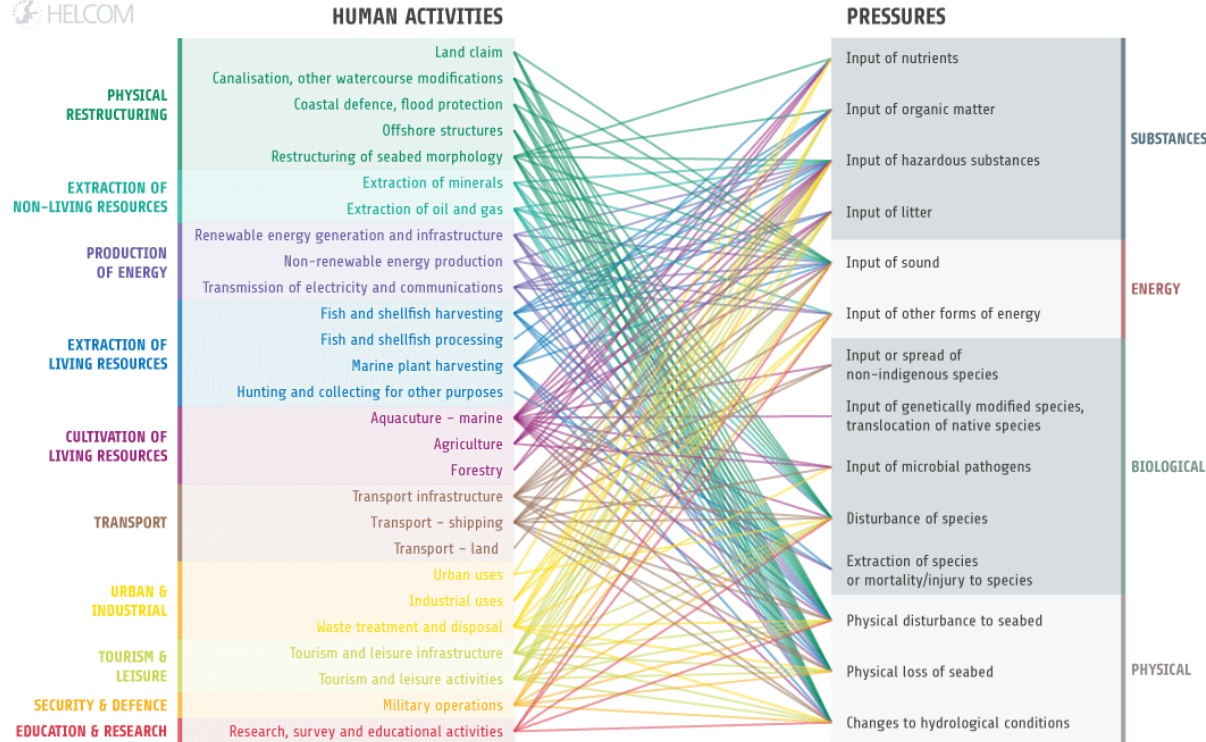 HELCOM
HUMAN ACTIVITIES
PRESSURES
PHYSICAL
RESTRUCTURING
Land claim
Canalisation, other watercourse modifications
Coastal defence, flood protection
Offshore structures
Restructuring of seabed morphology
EXTRACTION OF
NON-LIVING RESOURCES
Extraction of minerals
Extraction of oil and gas
PRODUCTION
OF ENERGY
Renewable energy generation and infrastructure
Non-renewable energy production
Transmission of electricity and communications
EXTRACTION OF
LIVING RESOURCES
Fish and shellfish harvesting
Fish and shellfish processing
Marine plant harvesting
Hunting and collecting for other purposes
CULTIVATION OF
LIVING RESOURCES
Aquacuture – marine
Agriculture
Forestry
TRANSPORT
Transport infrastructure
Transport – shipping
Transport – land
URBAN &
INDUSTRIAL
Urban uses
Industrial uses
Waste treatment and disposal
TOURISM &
LEISURE
Tourism and leisure infrastructure
Tourism and leisure activities
SECURITY & DEFENCE
Military operations
EDUCATION & RESEARCH
Research, survey and educational activities
Input of nutrients
Input of organic matter
Input of hazardous substances
Input of litter
SUBSTANCES
Input of sound
Input of other forms of energy
ENERGY
Input or spread of
non-indigenous species
Input of genetically modified species,
translocation of native species
Input of microbial pathogens
Disturbance of species
Extraction of species
or mortality/injury to species
BIOLOGICAL
Physical disturbance to seabed
Physical loss of seabed
Changes to hydrological conditions
PHYSICAL